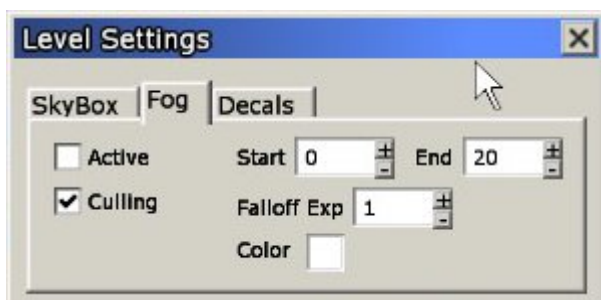 Level Settings
SkyBox Fog Decals
Active Start 0 End 20
Culling Falloff Exp 1
Color